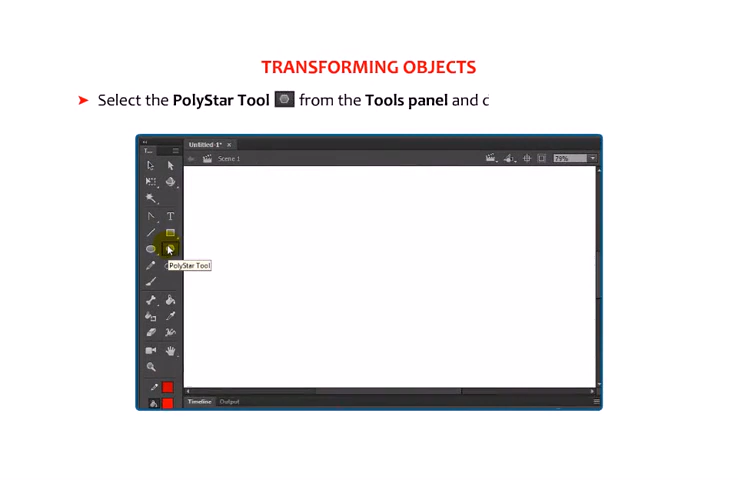 TRANSFORMING OBJECTS
➤ Select the PolyStar Tool from the Tools panel and c
T...
Untitled-1* ×
Scene 1
79%
PolyStar Tool
Timeline Output